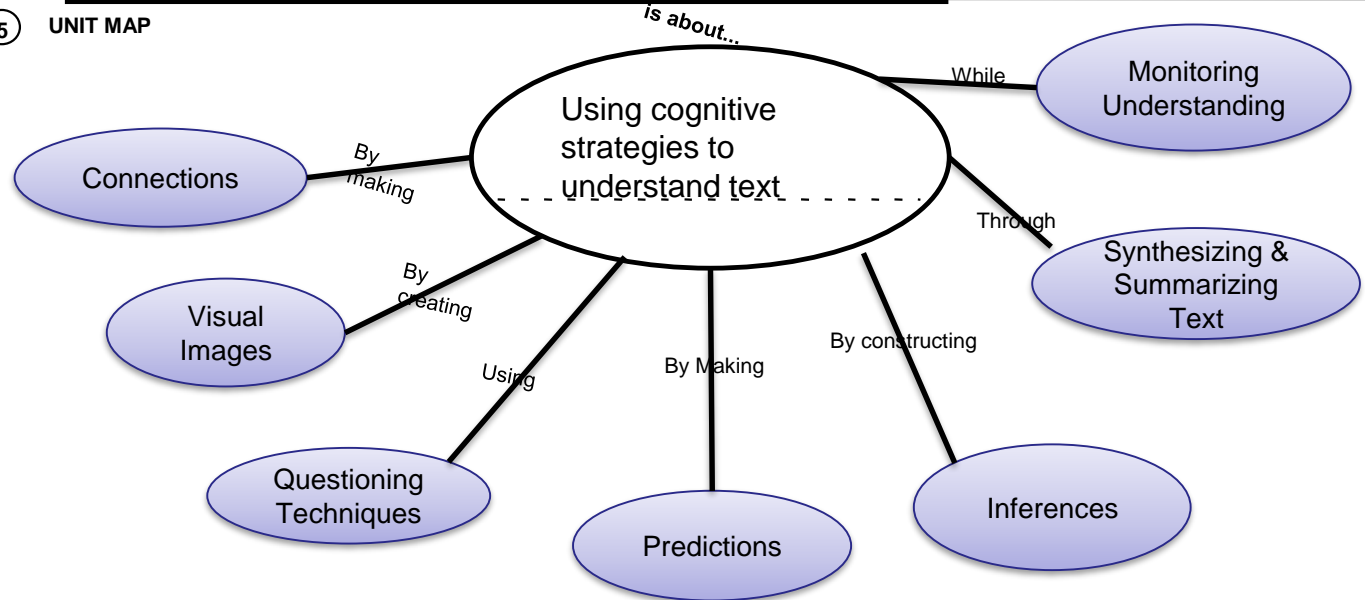 5 UNIT MAP
is about...
Using cognitive
strategies to
understand text
While
Monitoring
Understanding
Through
Synthesizing &
Summarizing
Text
By constructing
Inferences
By Making
Predictions
Using
Questioning
Techniques
By
creating
Visual
Images
By
making
Connections